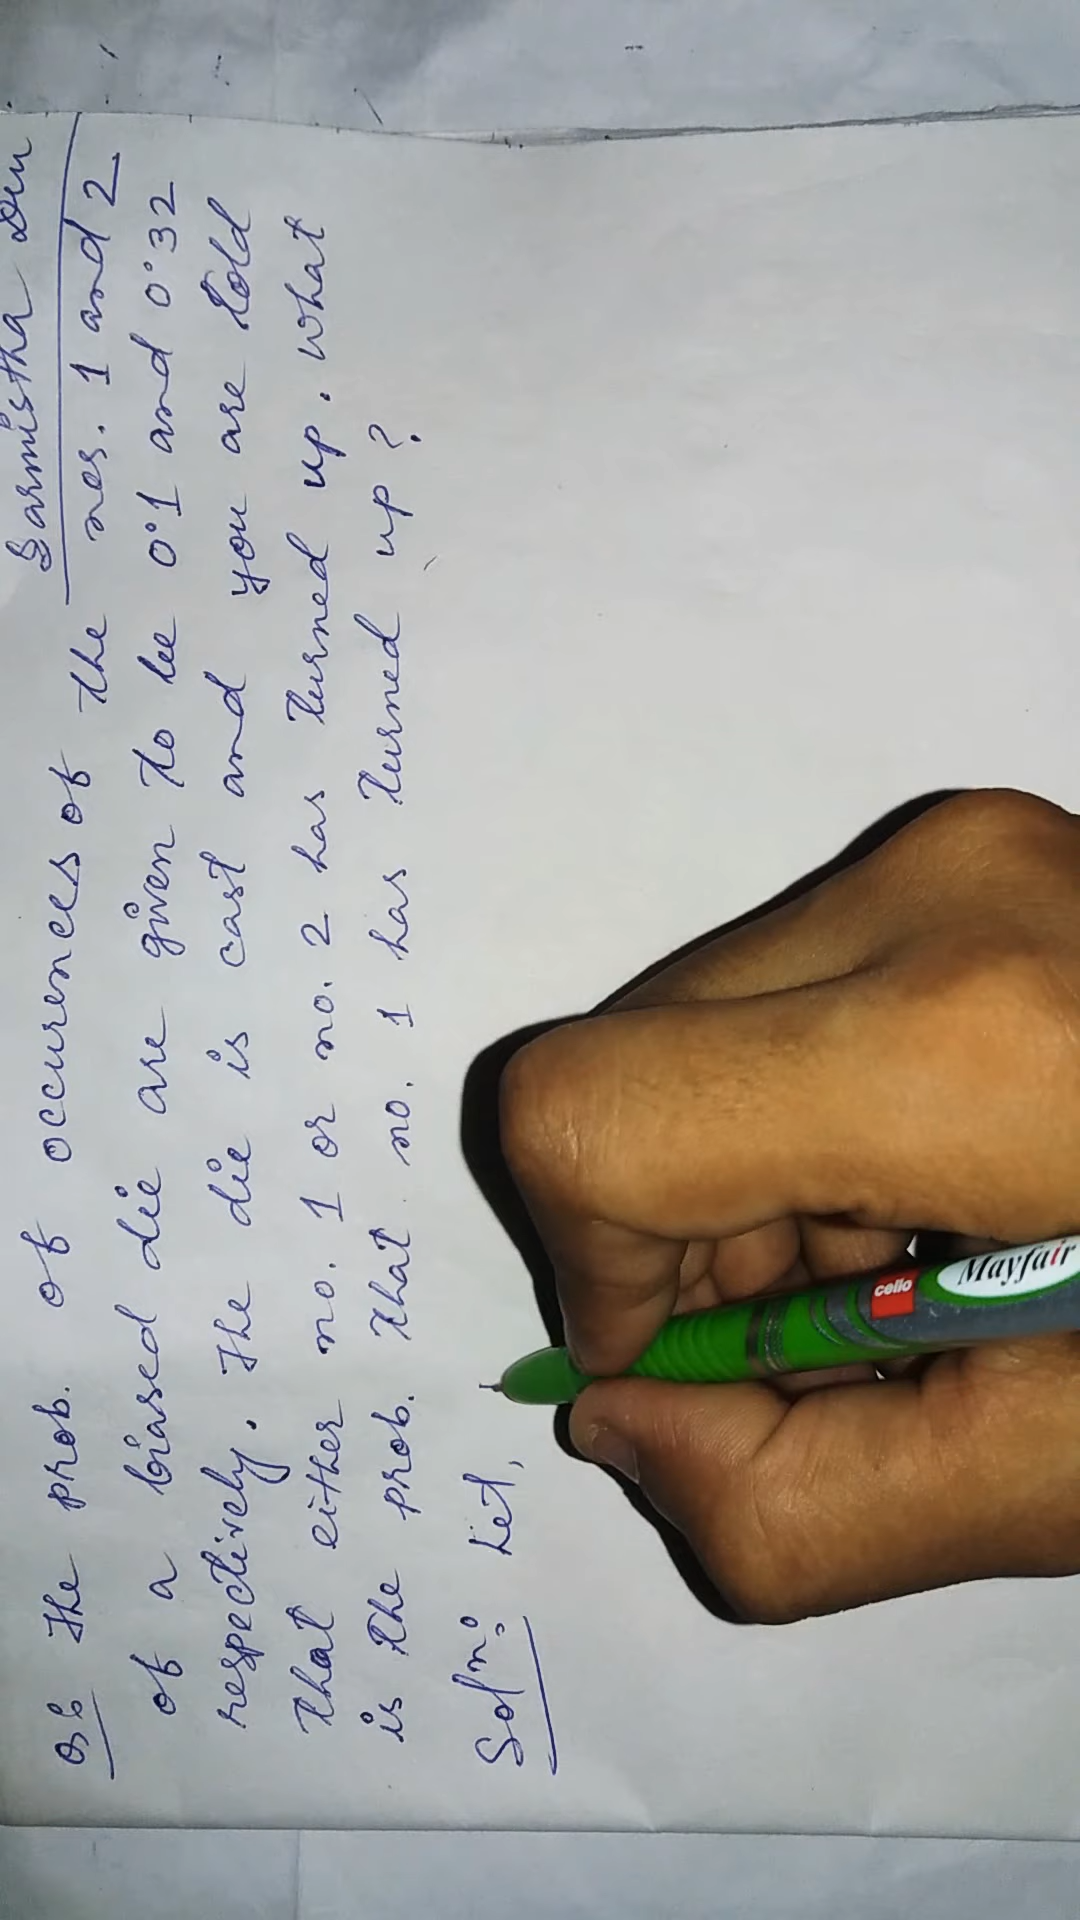 Sarmistha
Q: The prob. of occurences of the nos. 1 and 2
of a biased die are given to be 0.1 and 0.32
respectively. The die is cast and you are told
that either no. 1 or no. 2 has turned up. what
is the prob. that no. 1 has turned up?
Soln: Let,
cello
Mayfair